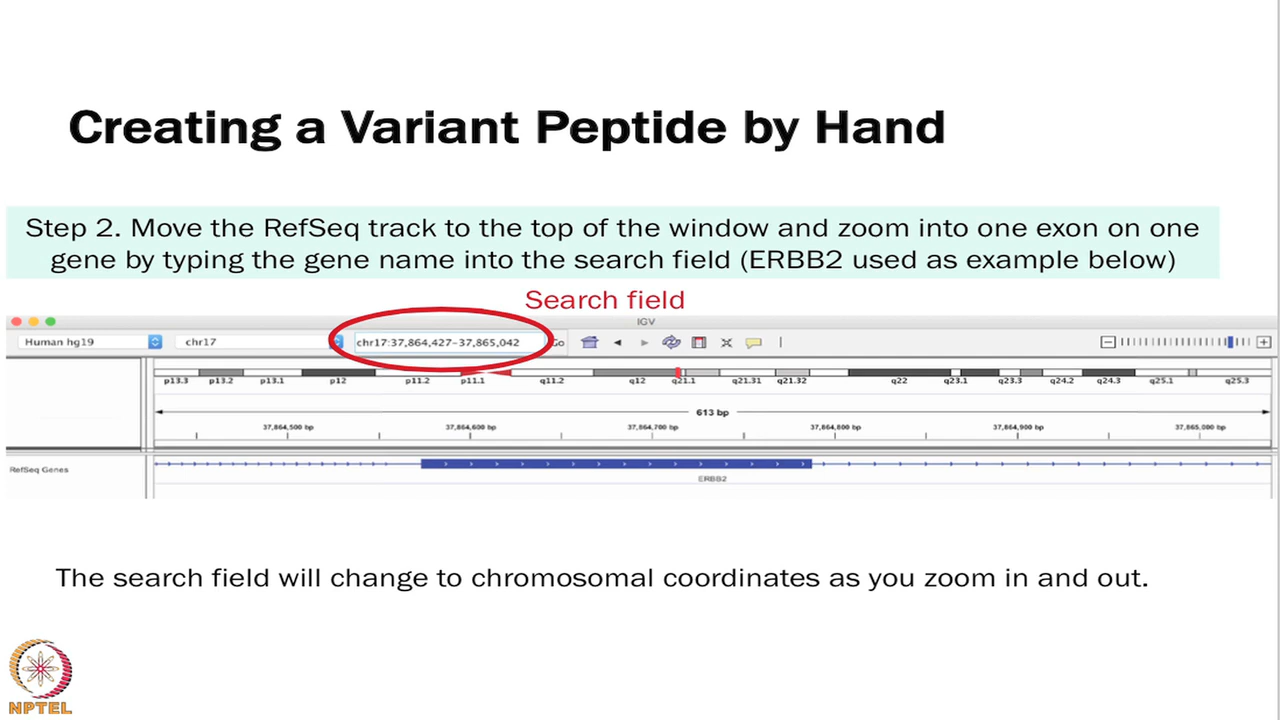 Creating a Variant Peptide by Hand
Step 2. Move the RefSeq track to the top of the window and zoom into one exon on one
gene by typing the gene name into the search field (ERBB2 used as example below)
Search field
IGV
Human hg19 chr17 chr17:37,864,427-37,865,042 Go
p13.3 p13.2 p13.1 p12 p11.2 p11.1 q11.2 q12 q21.1 q21.31 q21.32 q22 q23.1 q23.3 q24.2 q24.3 q25.1 q25.3
613 bp
37,864,500 bp 37,864,600 bp 37,864,700 bp 37,864,800 bp 37,864,900 bp 37,865,000 bp
RefSeq Genes
ERBB2
The search field will change to chromosomal coordinates as you zoom in and out.
NPTEL